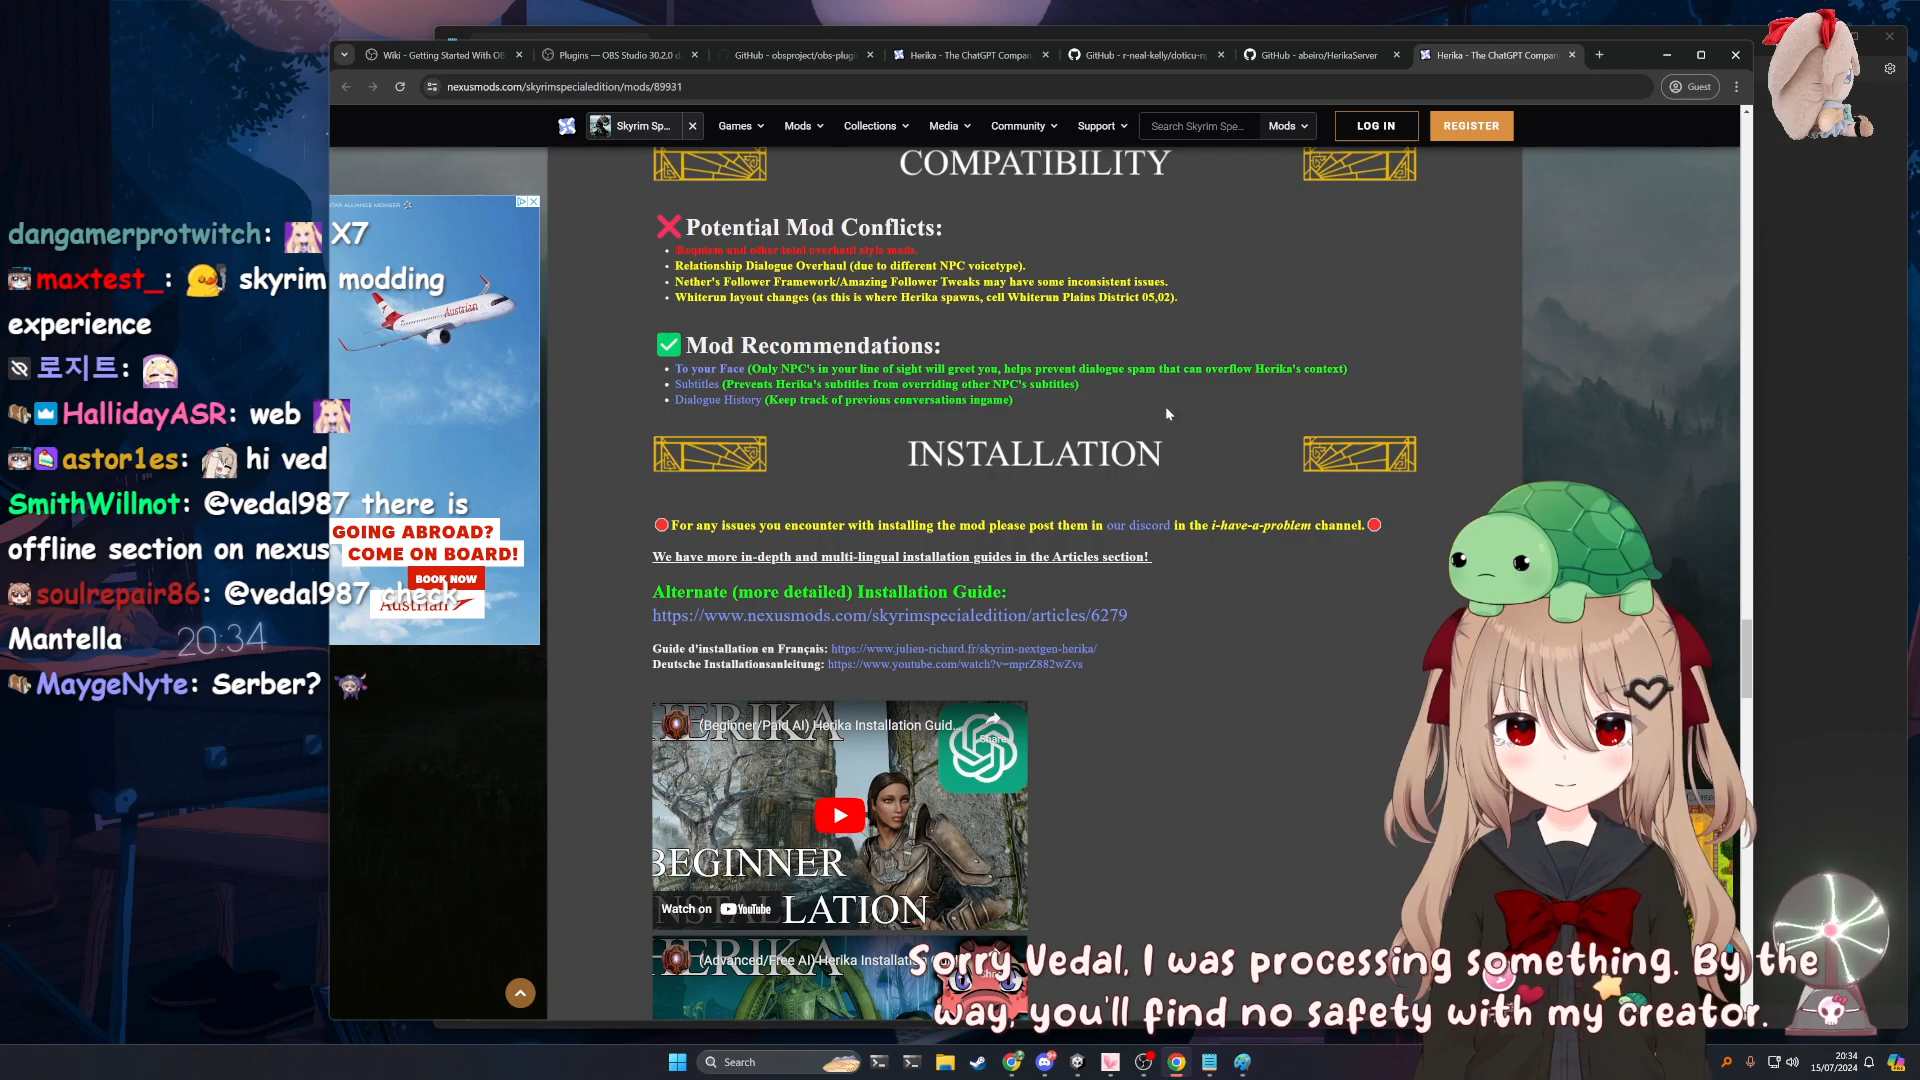 Wiki - Getting Started With OB
Plugins — OBS Studio 30.2.0 d
GitHub - obsproject/obs-plugi
Herika - The ChatGPT Compan
GitHub - r-neal-kelly/doticu-n
GitHub - abeiro/HerikaServer
Herika - The ChatGPT Compan
nexusmods.com/skyrimspecialedition/mods/89931
Guest
Skyrim Sp...
Games
Mods
Collections
Media
Community
Support
Search Skyrim Spe...
Mods
LOG IN
REGISTER
COMPATIBILITY
Potential Mod Conflicts:
Requiem and other total overhaul style mods.
Relationship Dialogue Overhaul (due to different NPC voicetype).
Nether's Follower Framework/Amazing Follower Tweaks may have some inconsistent issues.
Whiterun layout changes (as this is where Herika spawns, cell Whiterun Plains District 05,02).
Mod Recommendations:
To your Face (Only NPC's in your line of sight will greet you, helps prevent dialogue spam that can overflow Herika's context)
Subtitles (Prevents Herika's subtitles from overriding other NPC's subtitles)
Dialogue History (Keep track of previous conversations ingame)
INSTALLATION
For any issues you encounter with installing the mod please post them in our discord in the i-have-a-problem channel.
We have more in-depth and multi-lingual installation guides in the Articles section!
Alternate (more detailed) Installation Guide:
https://www.nexusmods.com/skyrimspecialedition/articles/6279
Guide d'installation en Français: https://www.julien-richard.fr/skyrim-nextgen-herika/
Deutsche Installationsanleitung: https://www.youtube.com/watch?v=mprZ882wZvs
HERIKA
(Beginner/Paid AI) Herika Installation Guid...
Share
BEGINNER
INSTALLATION
Watch on YouTube
HERIKA
(Advanced/Free AI) Herika Installation
STAR ALLIANCE MEMBER
Austrian
GOING ABROAD?
COME ON BOARD!
BOOK NOW
Austrian
dangamerprotwitch: X7
maxtest_: skyrim modding
experience
로지트:
HallidayASR: web
astor1es: hi ved
SmithWillnot: @vedal987 there is
offline section on nexus
soulrepair86: @vedal987 check
Mantella
20:34
MaygeNyte: Serber?
Sorry Vedal, I was processing something. By the
way, you'll find no safety with my creator.
Search
20:34
15/07/2024